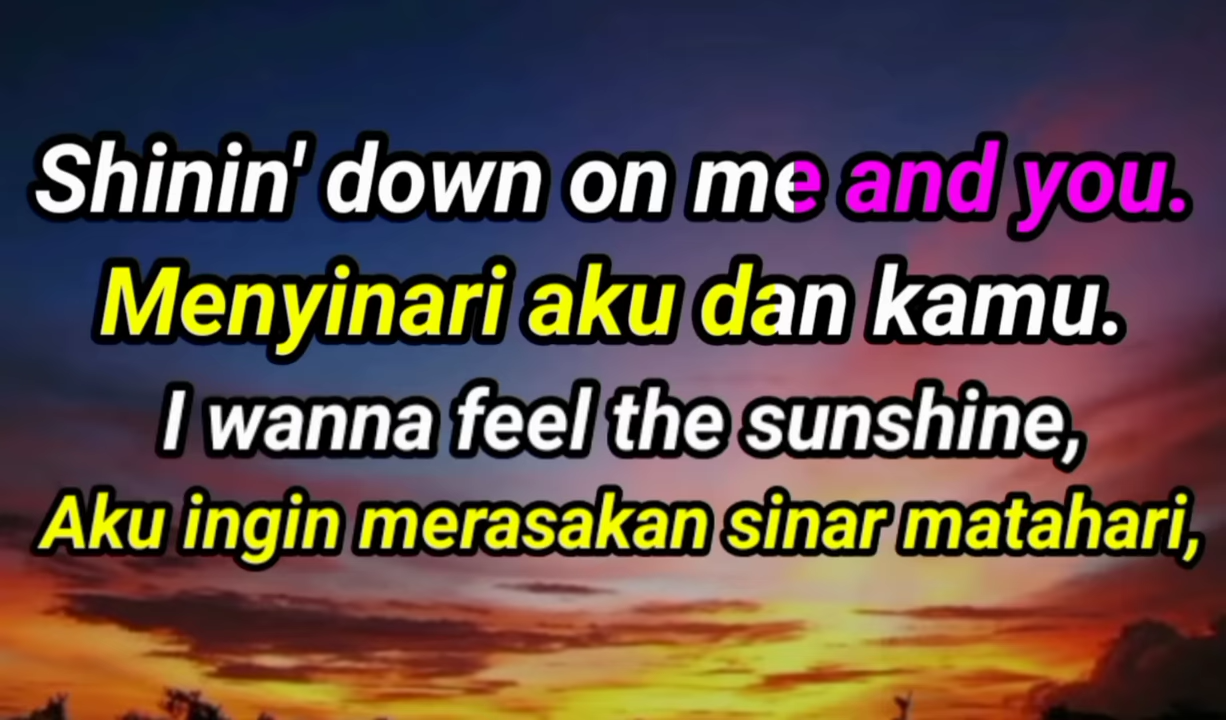 Shinin' down on me and you.
Menyinari aku dan kamu.
I wanna feel the sunshine,
Aku ingin merasakan sinar matahari,